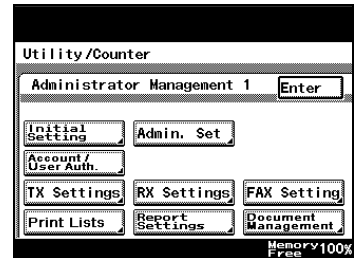 Utility/Counter
Administrator Management 1 Enter
Initial
Setting
Admin. Set
Account/
User Auth.
TX Settings RX Settings FAX Setting
Print Lists
Report
Settings
Document
Management
Memory
Free 100%